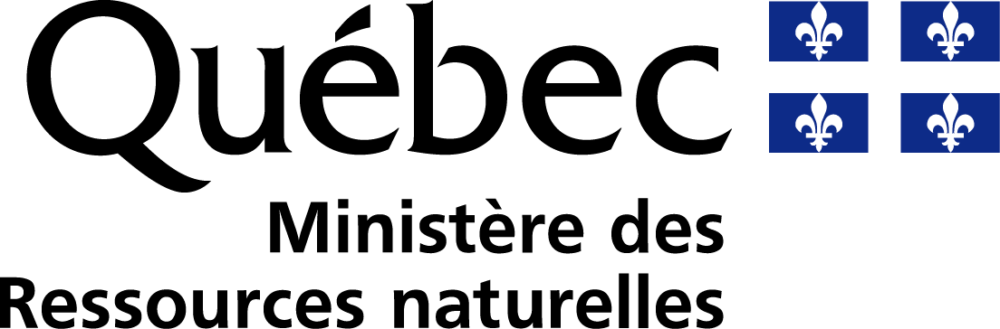 Québec
Ministère des
Ressources naturelles